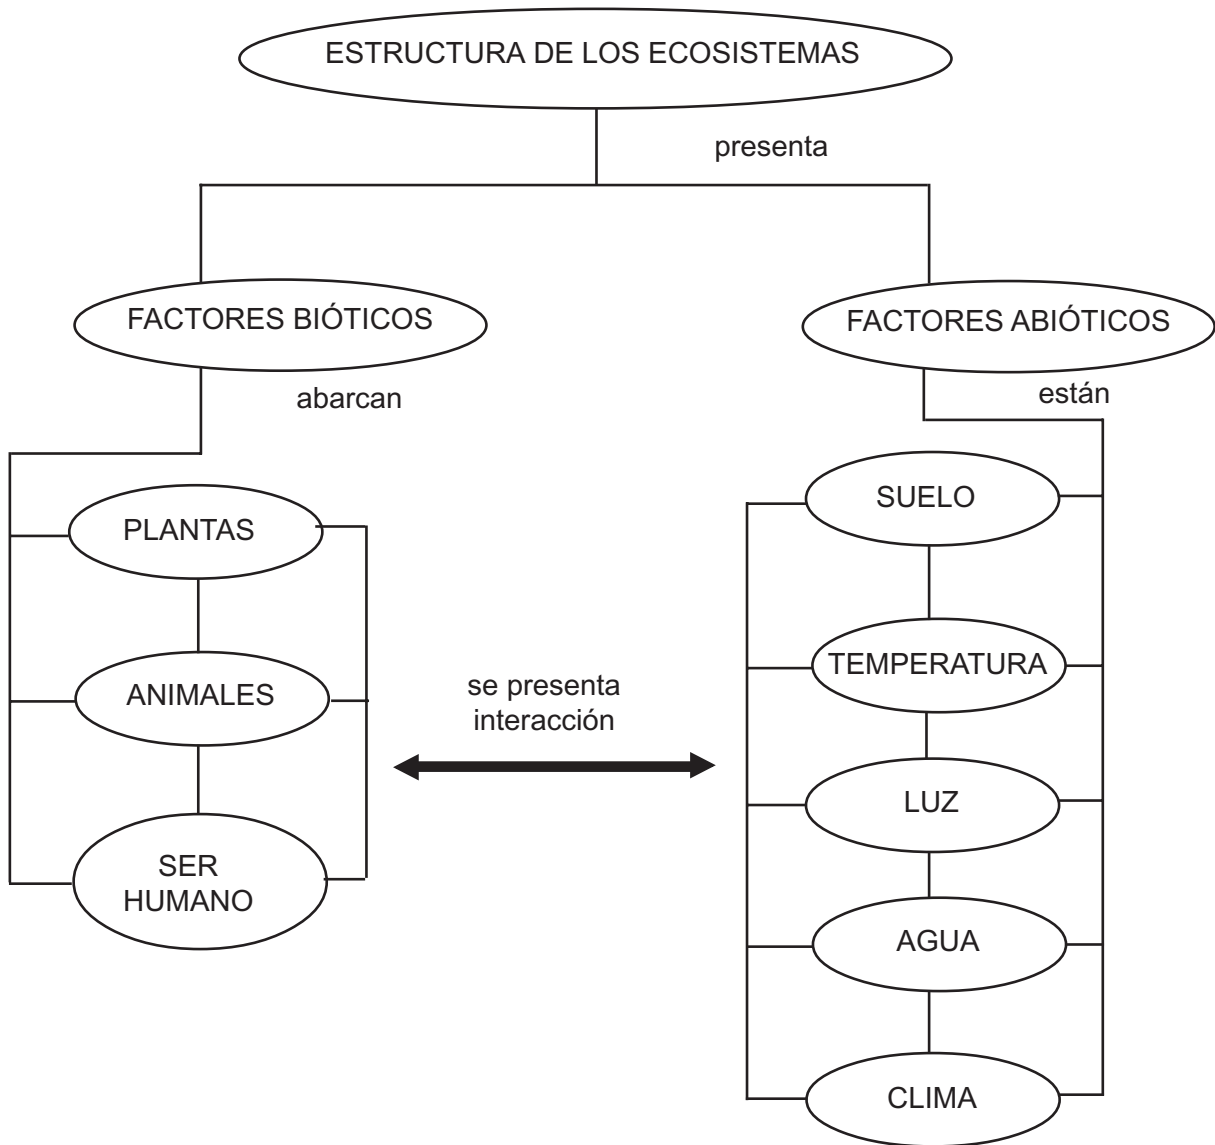 ESTRUCTURA DE LOS ECOSISTEMAS
presenta
FACTORES BIÓTICOS
FACTORES ABIÓTICOS
abarcan
están
PLANTAS
ANIMALES
SER
HUMANO
se presenta
interacción
SUELO
TEMPERATURA
LUZ
AGUA
CLIMA